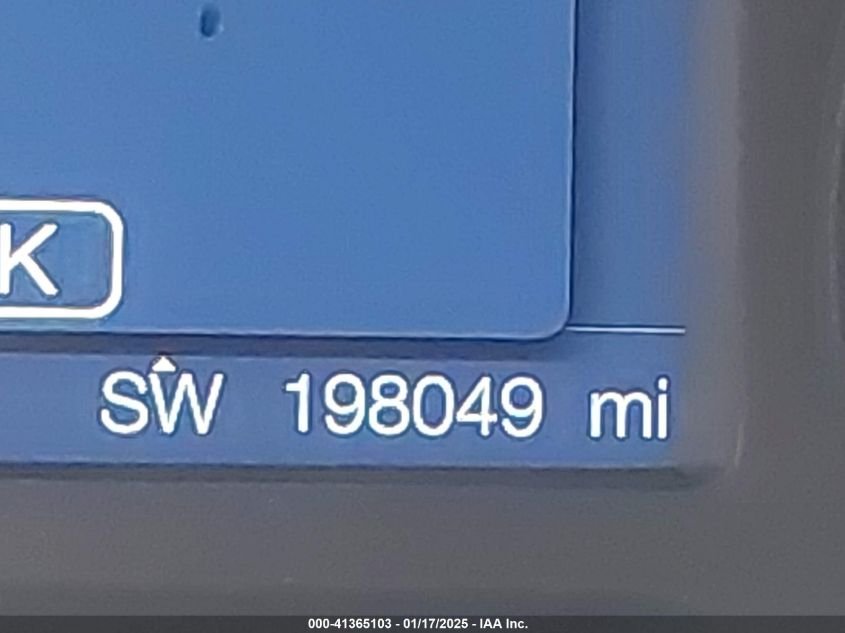 K
SW 198049 mi
000-41365103 - 01/17/2025 - IAA Inc.